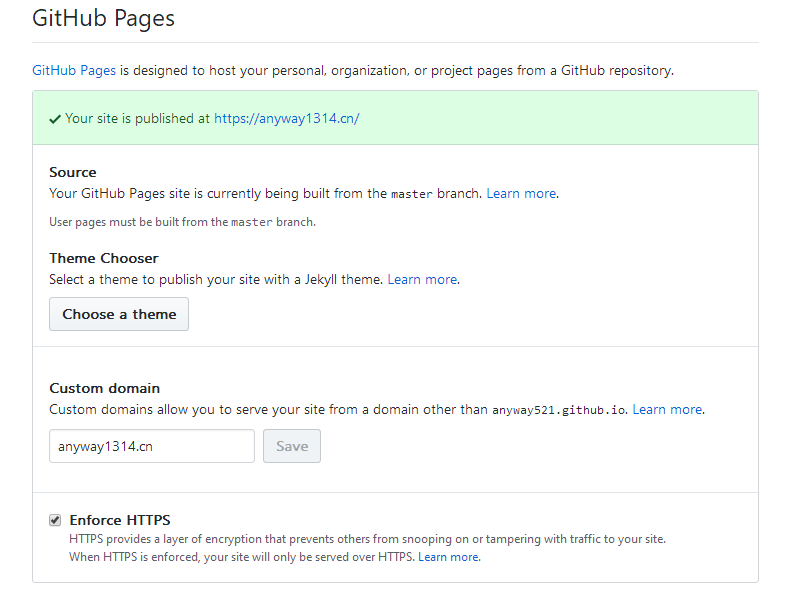 GitHub Pages
GitHub Pages is designed to host your personal, organization, or project pages from a GitHub repository.
Your site is published at https://anyway1314.cn/
Source
Your GitHub Pages site is currently being built from the master branch. Learn more.
User pages must be built from the master branch.
Theme Chooser
Select a theme to publish your site with a Jekyll theme. Learn more.
Choose a theme
Custom domain
Custom domains allow you to serve your site from a domain other than anyway521.github.io. Learn more.
anyway1314.cn Save
Enforce HTTPS
HTTPS provides a layer of encryption that prevents others from snooping on or tampering with traffic to your site.
When HTTPS is enforced, your site will only be served over HTTPS. Learn more.